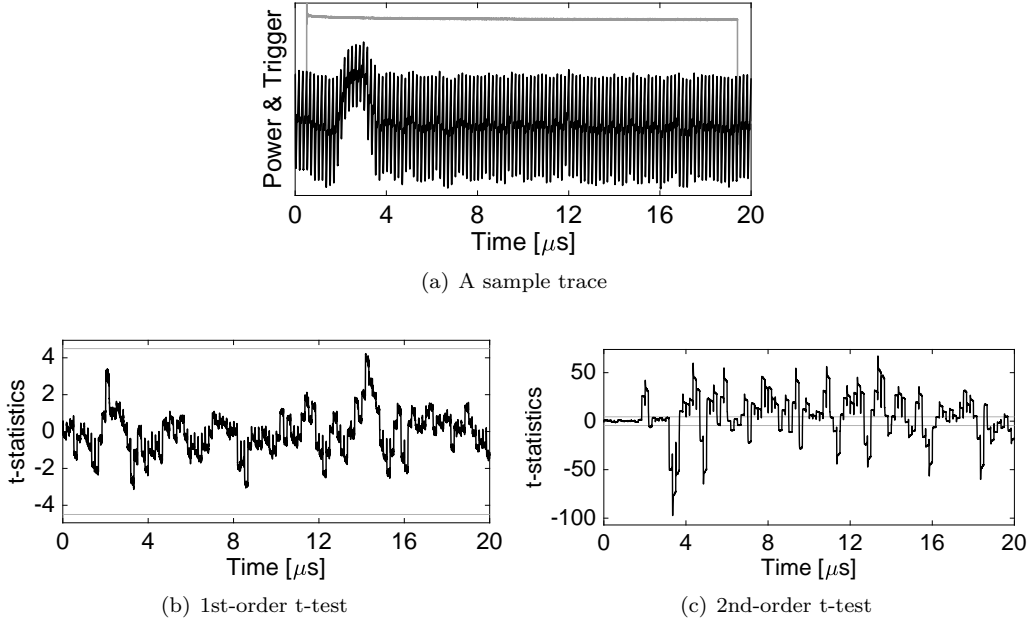 Power & Trigger
0 4 8 12 16 20
Time [μs]
(a) A sample trace
t-statistics
4
2
0
-2
-4
0 4 8 12 16 20
Time [μs]
(b) 1st-order t-test
t-statistics
50
0
-50
-100
0 4 8 12 16 20
Time [μs]
(c) 2nd-order t-test